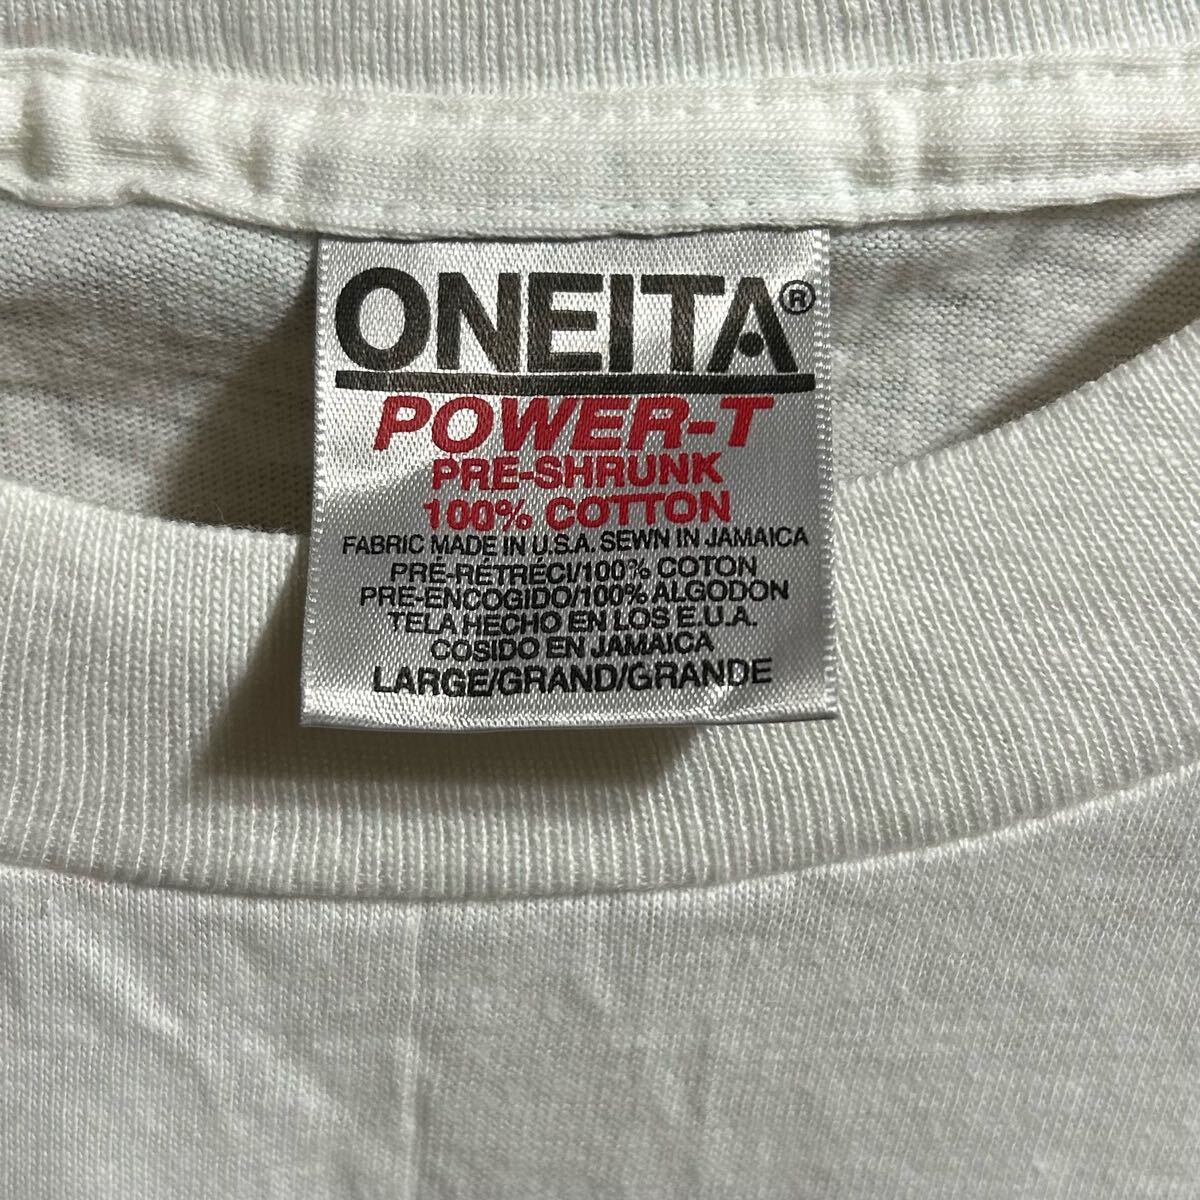 ONEITA®
POWER-T
PRE-SHRUNK
100% COTTON
FABRIC MADE IN U.S.A. SEWN IN JAMAICA
PRÉ-RÉTRÉCI/100% COTON
PRE-ENCOGIDO/100% ALGODON
TELA HECHO EN LOS E.U.A.
COSIDO EN JAMAICA
LARGE/GRAND/GRANDE